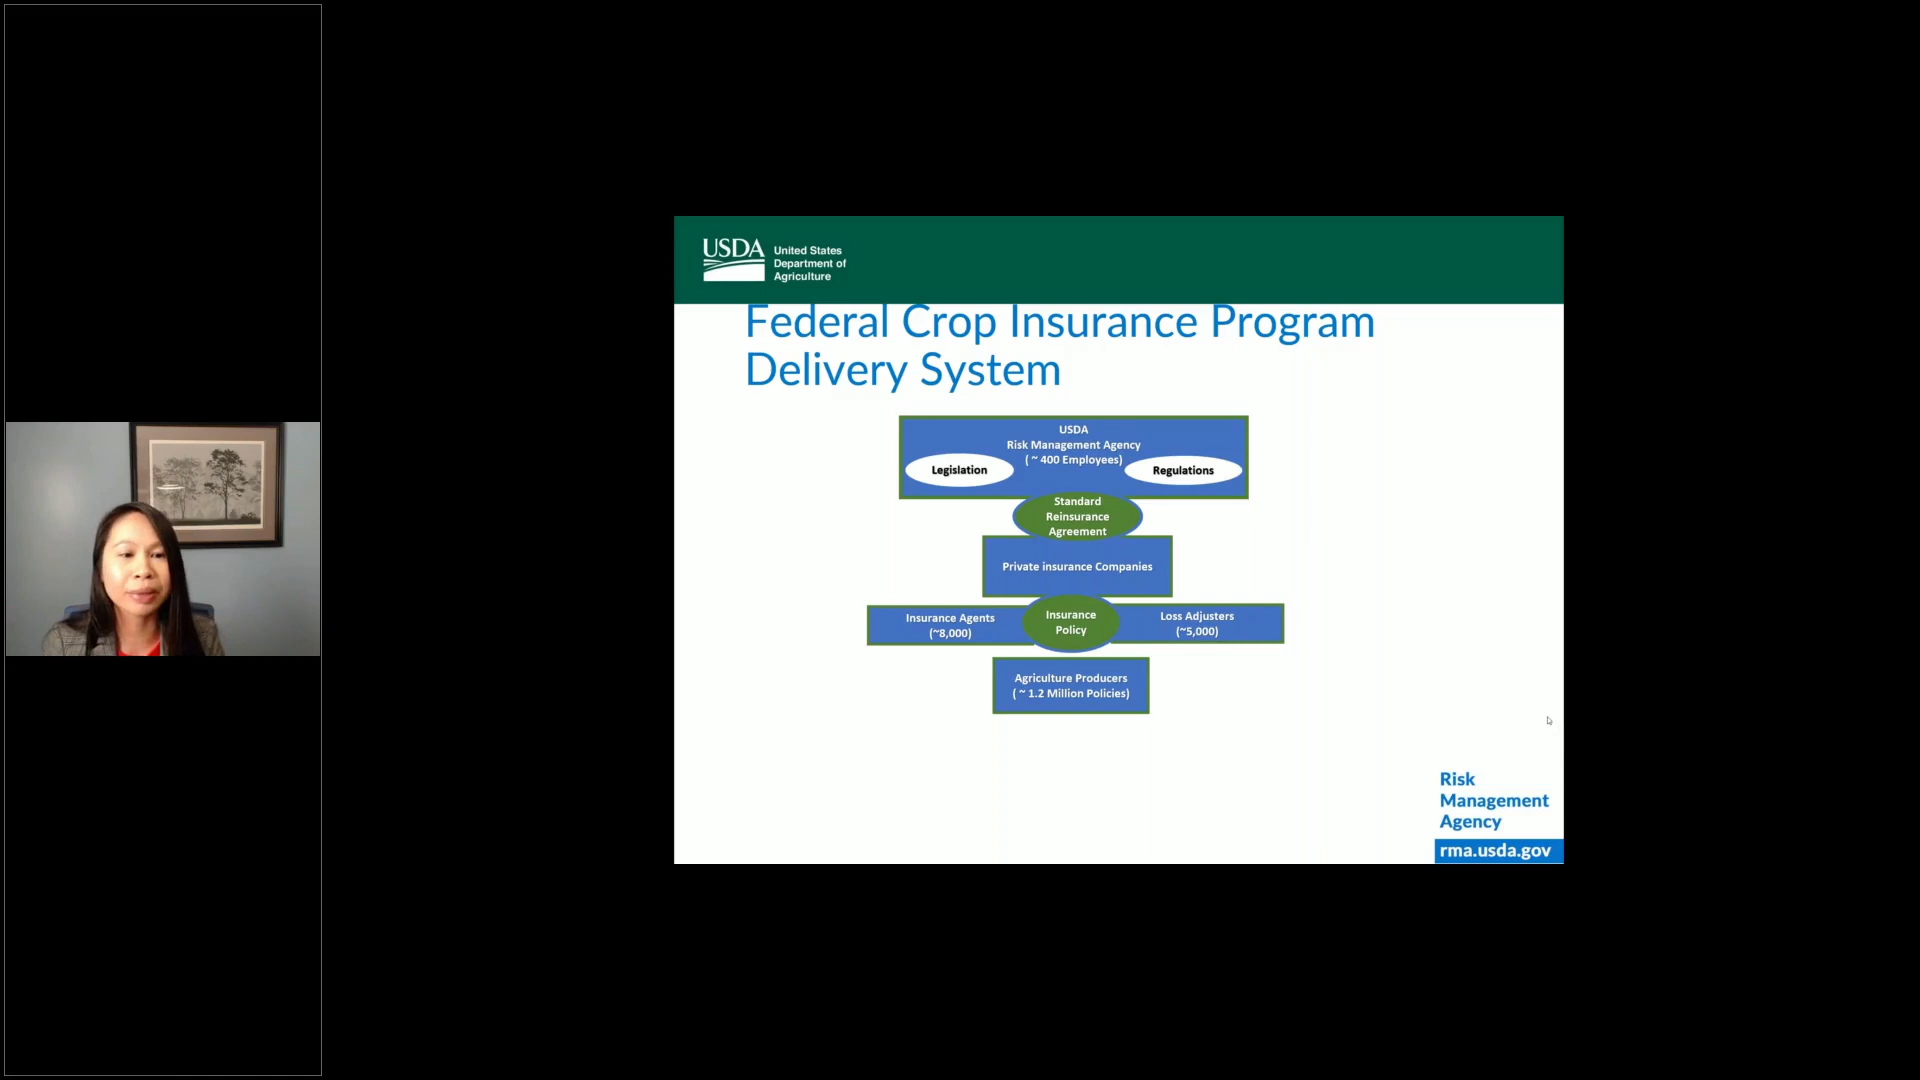 USDA
United States
Department of
Agriculture
Federal Crop Insurance Program
Delivery System
USDA
Risk Management Agency
( ~ 400 Employees)
Legislation
Regulations
Standard
Reinsurance
Agreement
Private insurance Companies
Insurance Agents
(~8,000)
Insurance
Policy
Loss Adjusters
(~5,000)
Agriculture Producers
( ~ 1.2 Million Policies)
Risk
Management
Agency
rma.usda.gov